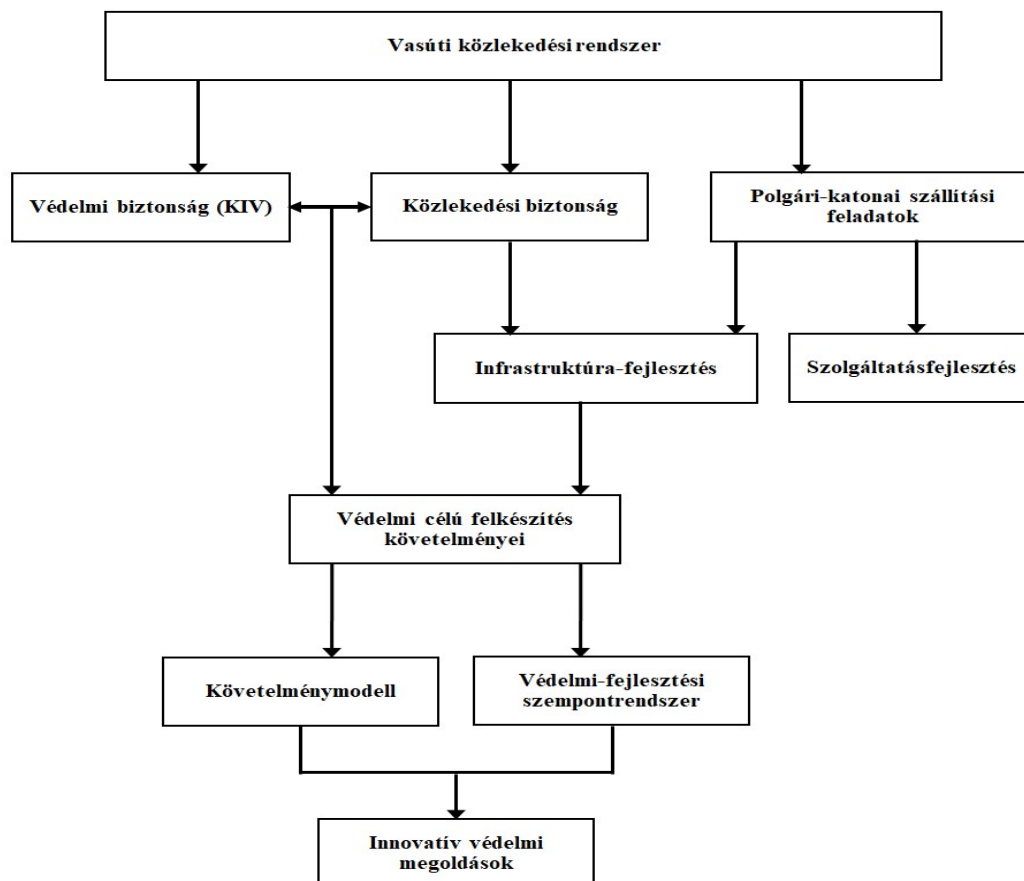 Vasúti közlekedési rendszer
Védelmi biztonság (KIV)
Közlekedési biztonság
Polgári-katonai szállítási
feladatok
Infrastruktúra-fejlesztés
Szolgáltatásfejlesztés
Védelmi célú felkészítés
követelményei
Követelménymodell
Védelmi-fejlesztési
szempontrendszer
Innovatív védelmi
megoldások